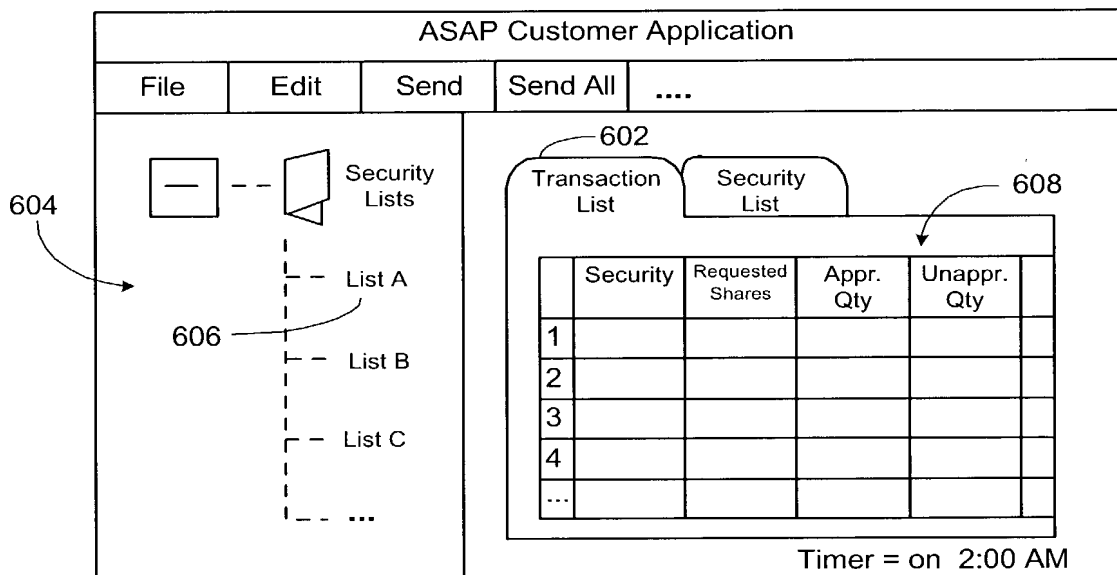 ASAP Customer Application
File Edit Send Send All ....
604
Security
Lists
List A
606
List B
List C
...
602
Transaction
List
Security
List
608
Security Requested
Shares Appr.
Qty Unappr.
Qty
1
2
3
4
...
Timer = on 2:00 AM